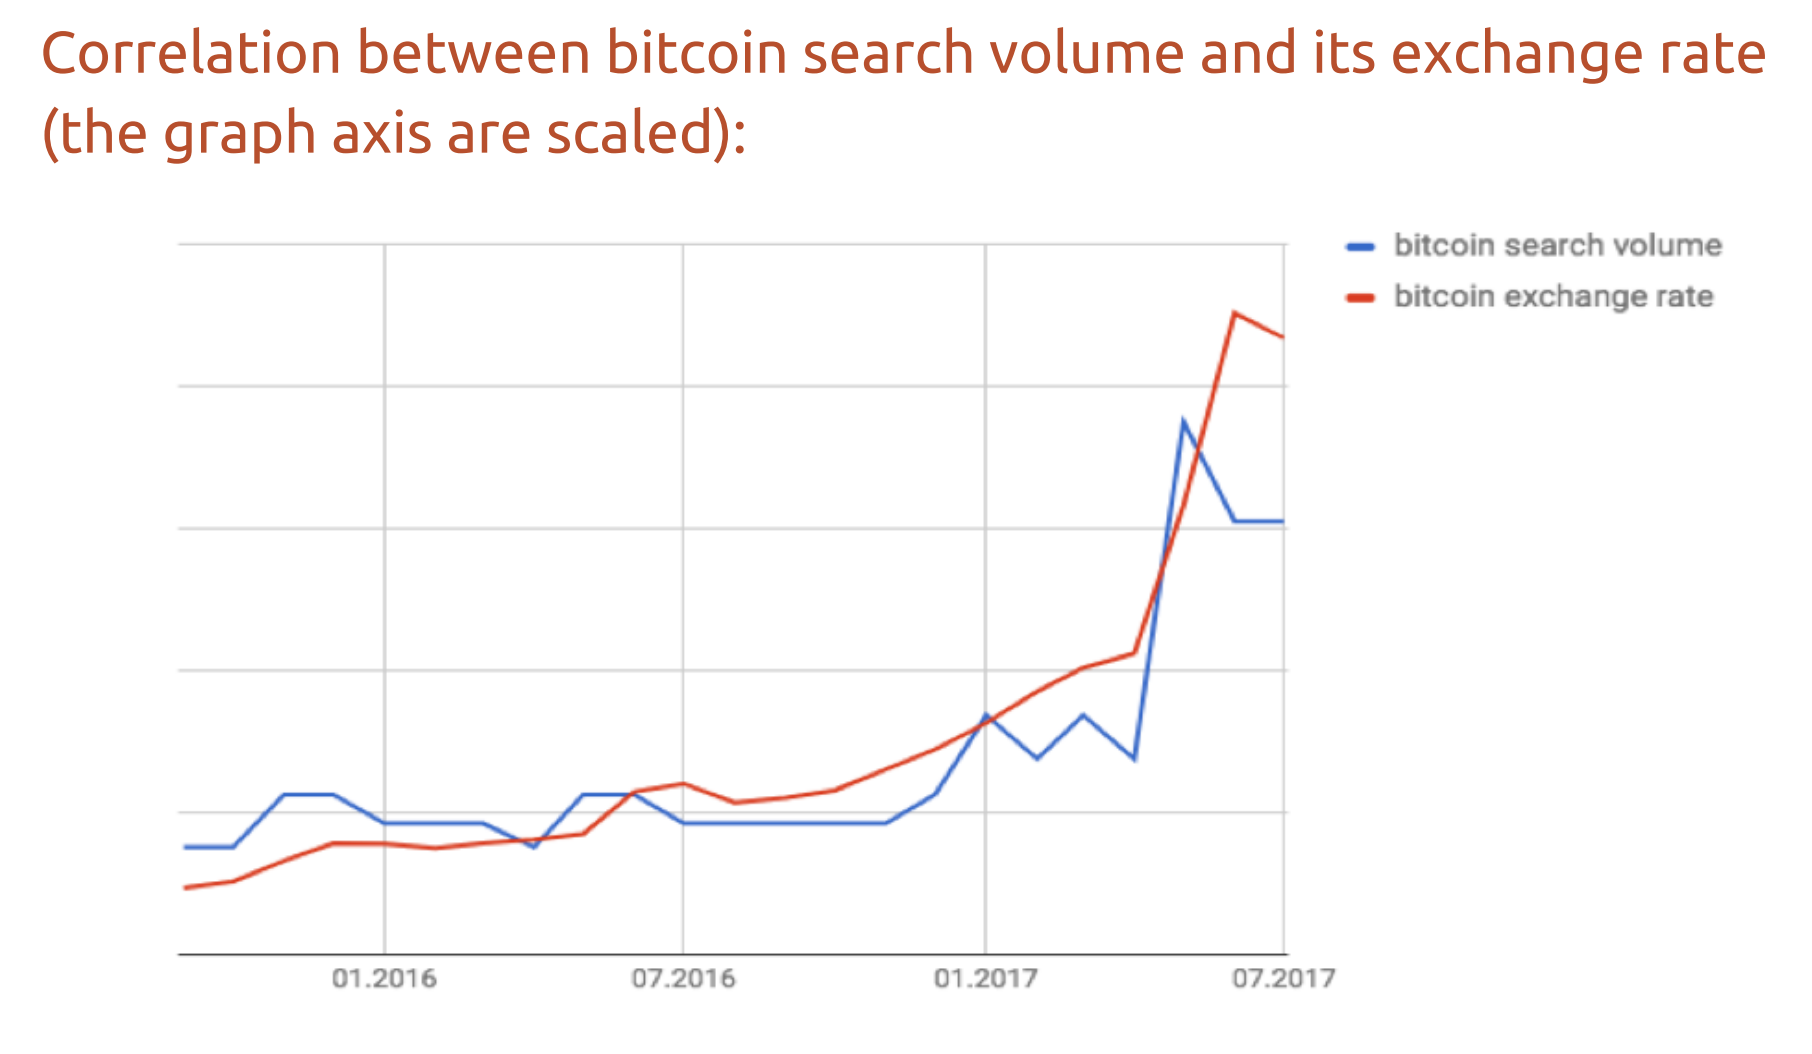 Correlation between bitcoin search volume and its exchange rate
(the graph axis are scaled):
bitcoin search volume
bitcoin exchange rate
01.2016
07.2016
01.2017
07.2017